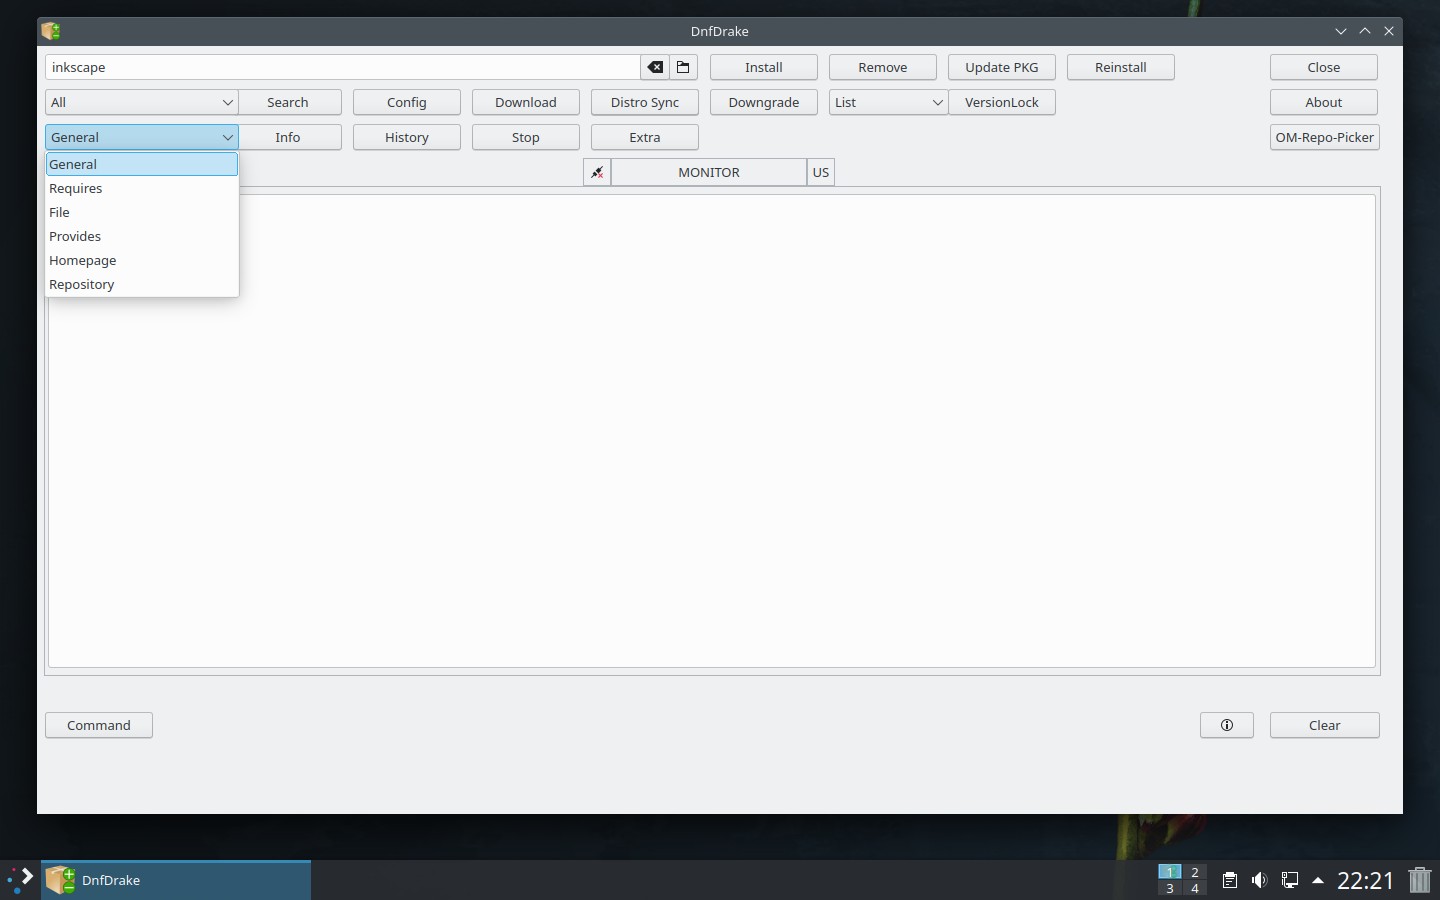 DnfDrake
inkscape
Install
Remove
Update PKG
Reinstall
Close
All
Search
Config
Download
Distro Sync
Downgrade
List
VersionLock
About
General
Info
History
Stop
Extra
OM-Repo-Picker
General
Requires
File
Provides
Homepage
Repository
MONITOR
US
Command
Clear
DnfDrake
1 2
3 4
22:21